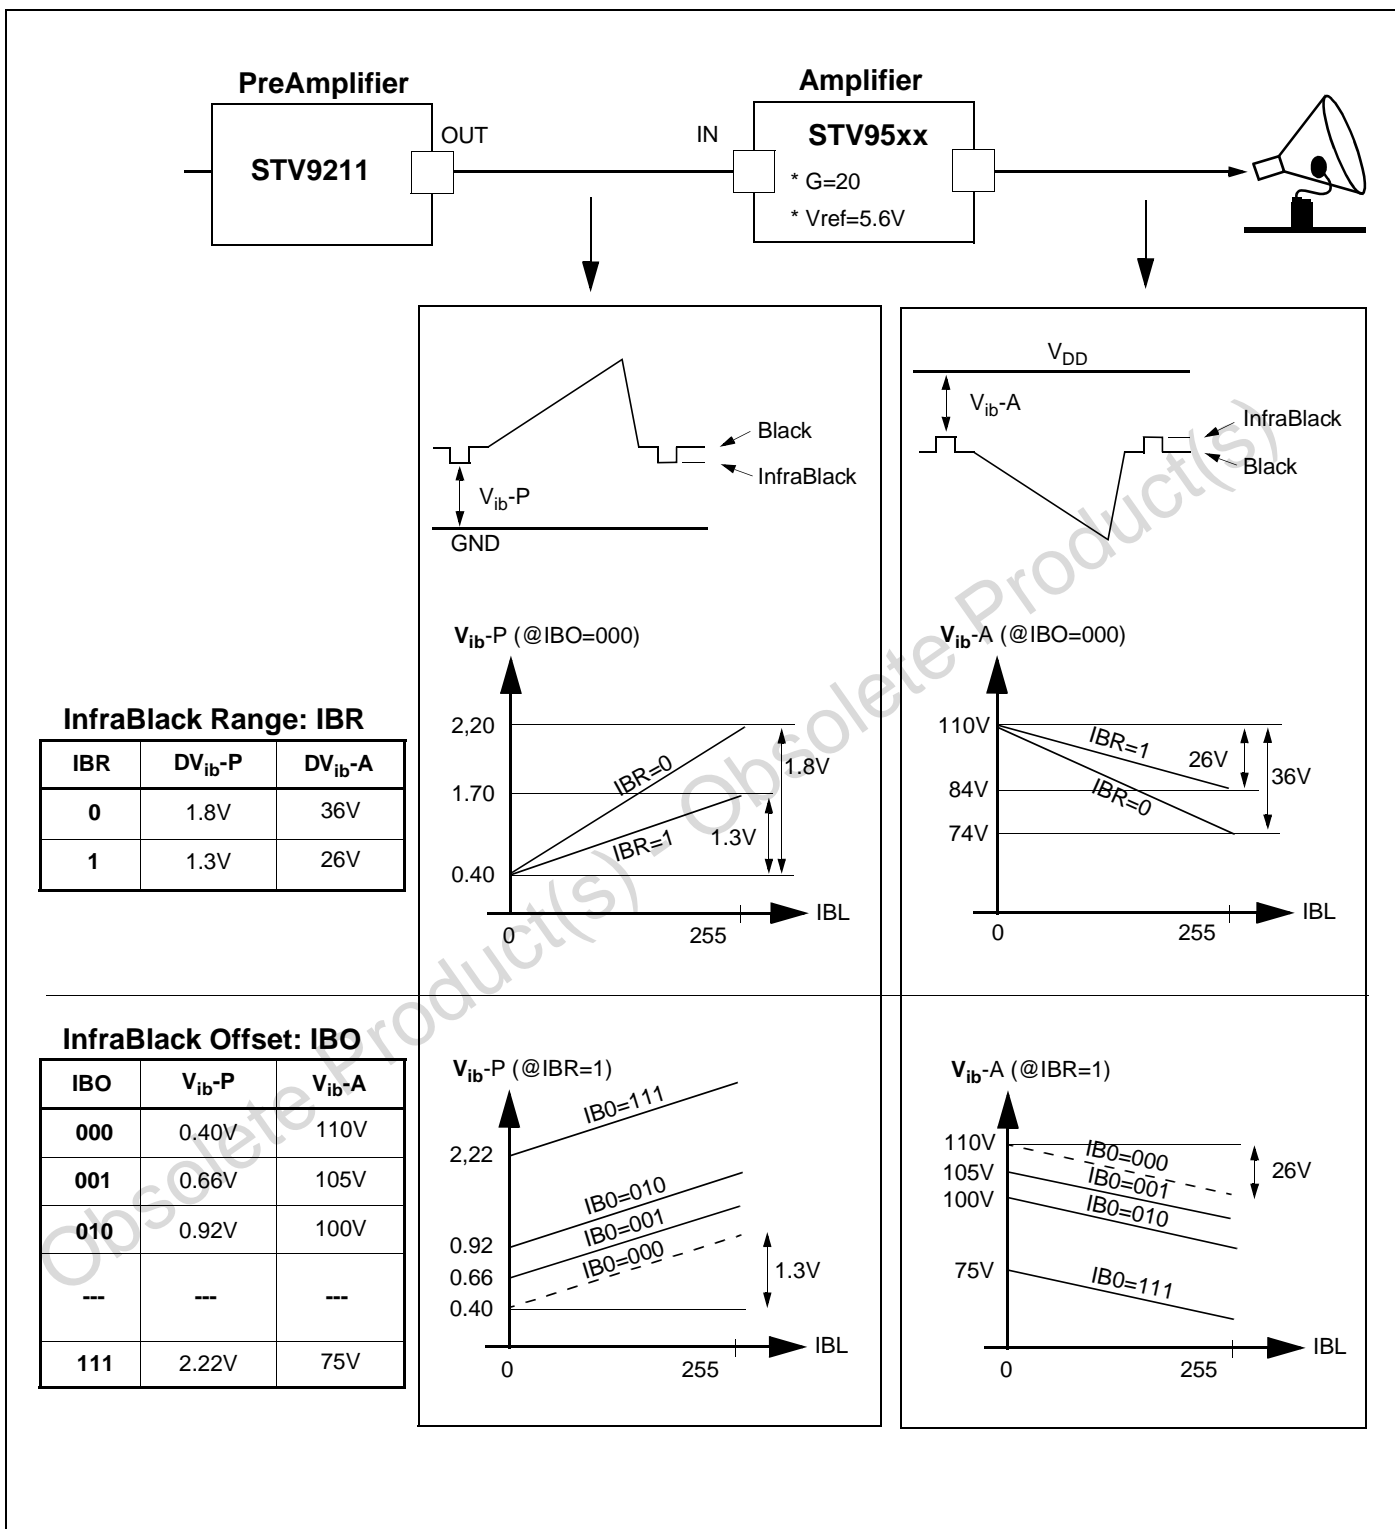 PreAmplifier
Amplifier
STV9211
OUT
IN
STV95xx
* G=20
* Vref=5.6V
Black
InfraBlack
Vib-P
GND
VDD
Vib-A
InfraBlack
Black
Vib-P (@IBO=000)
2,20
1.70
0.40
IBR=0
IBR=1
1.8V
1.3V
0
255
IBL
Vib-A (@IBO=000)
110V
84V
74V
IBR=1
IBR=0
26V
36V
0
255
IBL
InfraBlack Range: IBR
IBR DVib-P DVib-A
0 1.8V 36V
1 1.3V 26V
InfraBlack Offset: IBO
IBO Vib-P Vib-A
000 0.40V 110V
001 0.66V 105V
010 0.92V 100V
--- --- ---
111 2.22V 75V
Vib-P (@IBR=1)
2,22
0.92
0.66
0.40
IB0=111
IB0=010
IB0=001
IB0=000
1.3V
0
255
IBL
Vib-A (@IBR=1)
110V
105V
100V
75V
IB0=000
IB0=001
IB0=010
IB0=111
26V
0
255
IBL
Obsolete Product(s) - Obsolete Product(s)